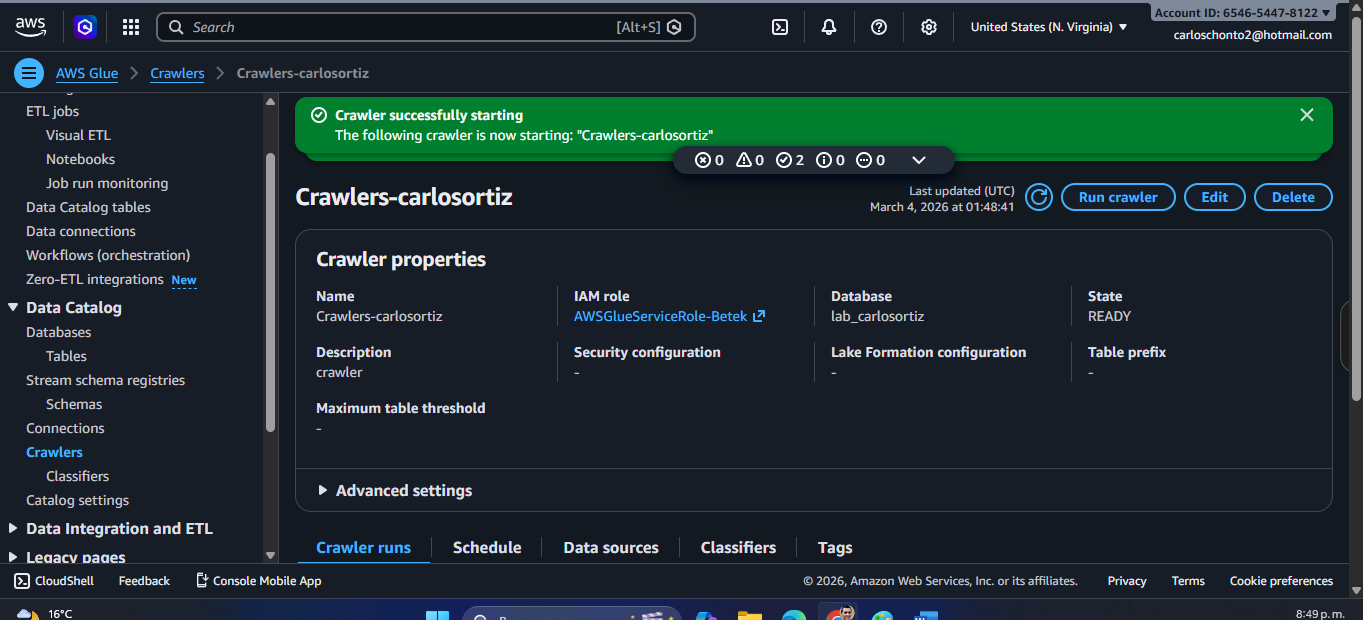 aws
Search [Alt+S]
United States (N. Virginia)
Account ID: 6546-5447-8122
carloschonto2@hotmail.com
AWS Glue Crawlers Crawlers-carlosortiz
ETL jobs
Visual ETL
Notebooks
Job run monitoring
Data Catalog tables
Data connections
Workflows (orchestration)
Zero-ETL integrations New
Data Catalog
Databases
Tables
Stream schema registries
Schemas
Connections
Crawlers
Classifiers
Catalog settings
Data Integration and ETL
Legacy pages
Crawler successfully starting
The following crawler is now starting: "Crawlers-carlosortiz"
0 0 2 0 0
Crawlers-carlosortiz
Last updated (UTC)
March 4, 2026 at 01:48:41
Run crawler Edit Delete
Crawler properties
Name
Crawlers-carlosortiz
IAM role
AWSGlueServiceRole-Betek
Database
lab_carlosortiz
State
READY
Description
crawler
Security configuration
-
Lake Formation configuration
-
Table prefix
-
Maximum table threshold
-
Advanced settings
Crawler runs Schedule Data sources Classifiers Tags
CloudShell Feedback Console Mobile App
© 2026, Amazon Web Services, Inc. or its affiliates. Privacy Terms Cookie preferences
16°C
8:49 p. m.